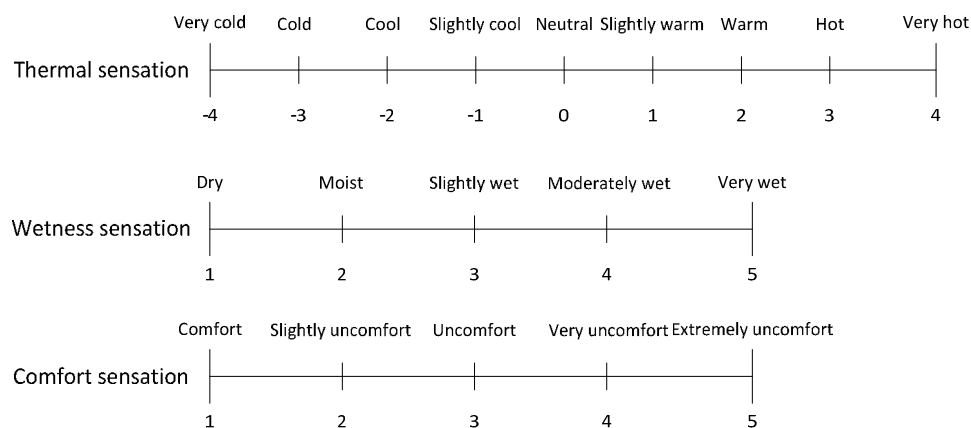 Very cold Cold Cool Slightly cool Neutral Slightly warm Warm Hot Very hot
Thermal sensation
-4 -3 -2 -1 0 1 2 3 4
Dry Moist Slightly wet Moderately wet Very wet
Wetness sensation
1 2 3 4 5
Comfort Slightly uncomfort Uncomfort Very uncomfort Extremely uncomfort
Comfort sensation
1 2 3 4 5